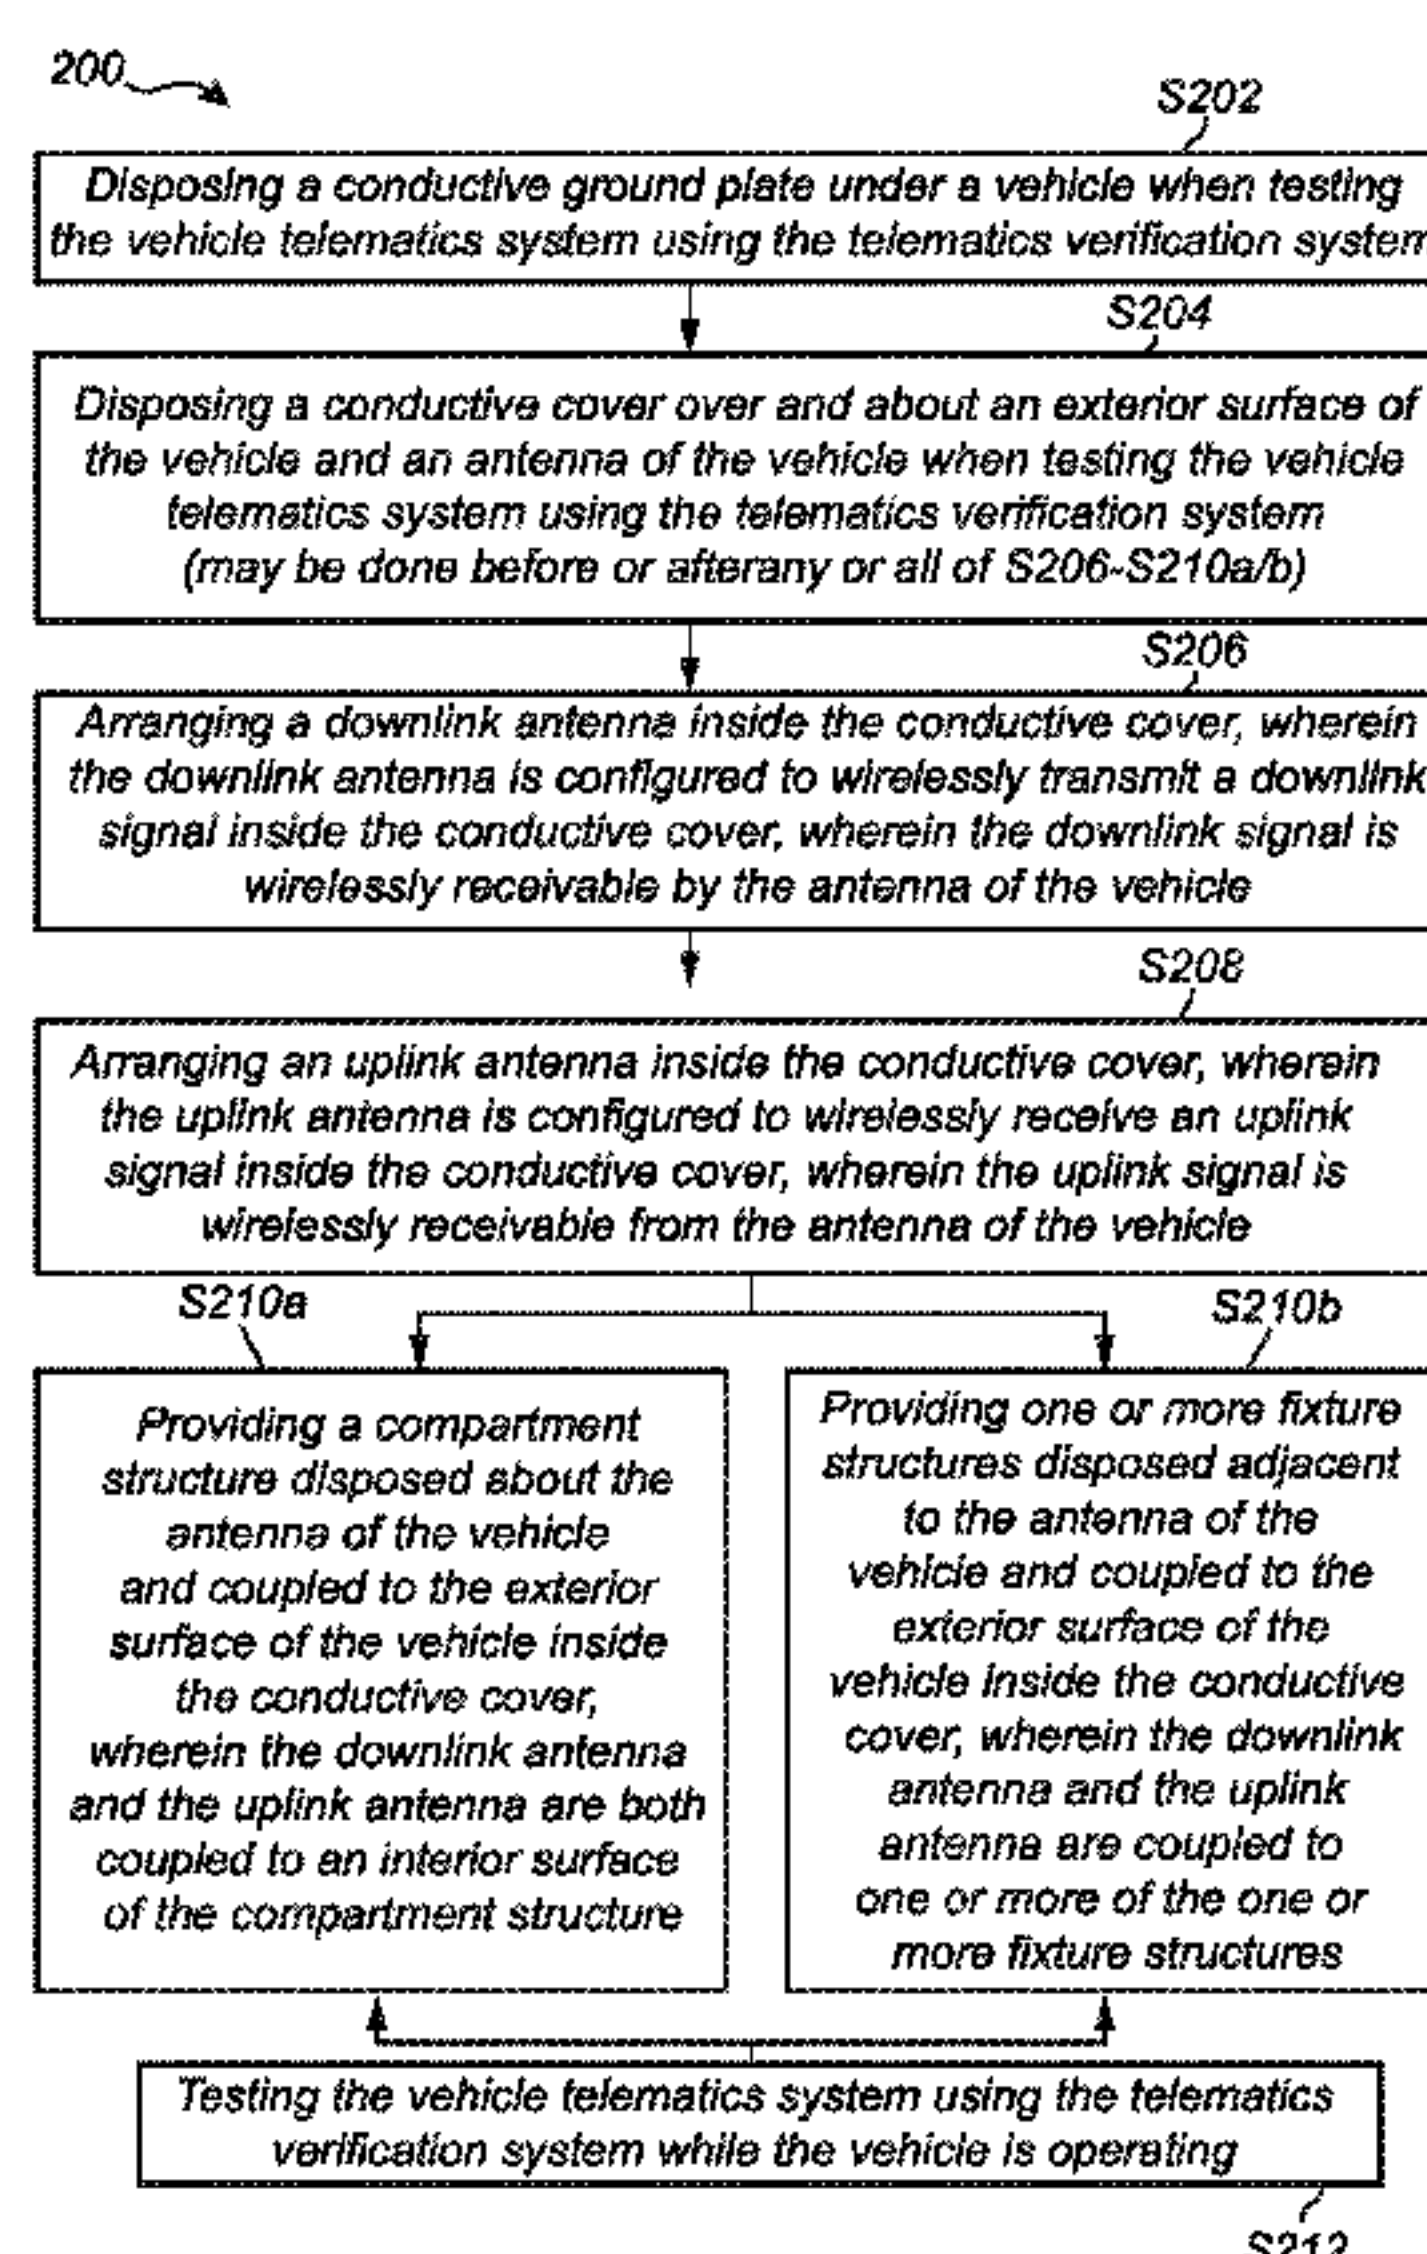 200
S202
Disposing a conductive ground plate under a vehicle when testing
the vehicle telematics system using the telematics verification system
S204
Disposing a conductive cover over and about an exterior surface of
the vehicle and an antenna of the vehicle when testing the vehicle
telematics system using the telematics verification system
(may be done before or afterany or all of S206-S210a/b)
S206
Arranging a downlink antenna inside the conductive cover, wherein
the downlink antenna is configured to wirelessly transmit a downlink
signal inside the conductive cover, wherein the downlink signal is
wirelessly receivable by the antenna of the vehicle
S208
Arranging an uplink antenna inside the conductive cover, wherein
the uplink antenna is configured to wirelessly receive an uplink
signal inside the conductive cover, wherein the uplink signal is
wirelessly receivable from the antenna of the vehicle
S210a
Providing a compartment
structure disposed about the
antenna of the vehicle
and coupled to the exterior
surface of the vehicle inside
the conductive cover,
wherein the downlink antenna
and the uplink antenna are both
coupled to an interior surface
of the compartment structure
S210b
Providing one or more fixture
structures disposed adjacent
to the antenna of the
vehicle and coupled to the
exterior surface of the
vehicle inside the conductive
cover, wherein the downlink
antenna and the uplink
antenna are coupled to
one or more of the one or
more fixture structures
Testing the vehicle telematics system using the telematics
verification system while the vehicle is operating
S212